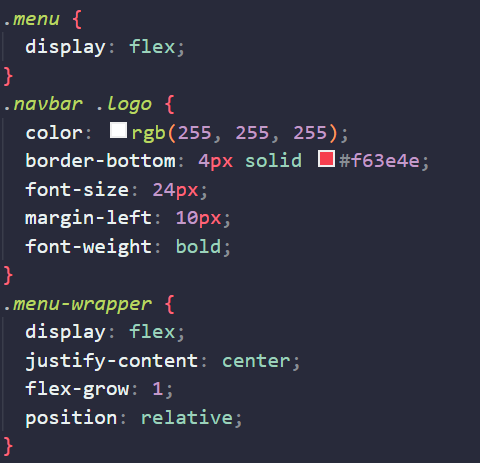 .menu {
  display: flex;
}
.navbar .logo {
  color: rgb(255, 255, 255);
  border-bottom: 4px solid #f63e4e;
  font-size: 24px;
  margin-left: 10px;
  font-weight: bold;
}
.menu-wrapper {
  display: flex;
  justify-content: center;
  flex-grow: 1;
  position: relative;
}